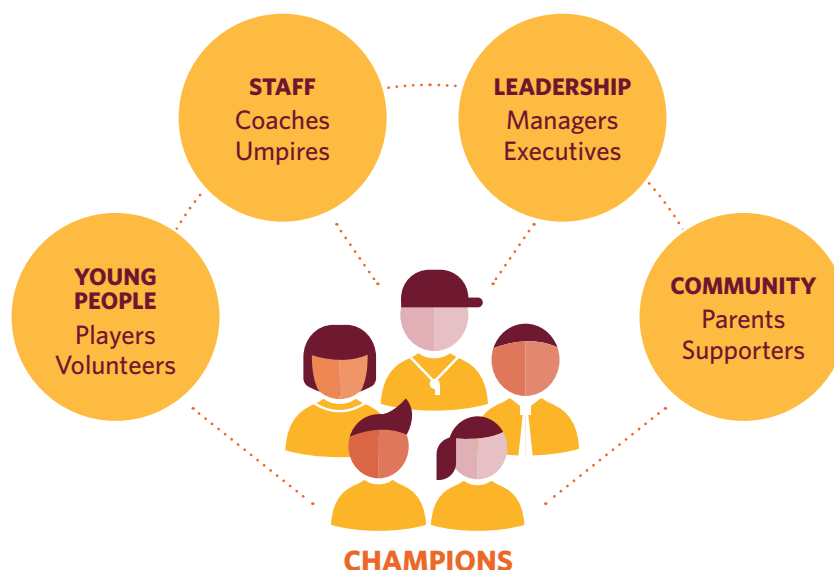 STAFF
Coaches
Umpires
LEADERSHIP
Managers
Executives
YOUNG
PEOPLE
Players
Volunteers
COMMUNITY
Parents
Supporters
CHAMPIONS